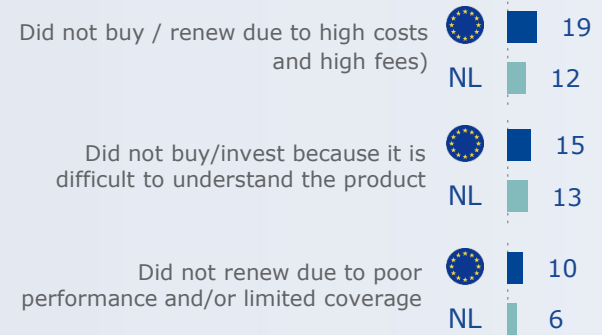 Did not buy / renew due to high costs
and high fees)
19
NL 12
Did not buy/invest because it is
difficult to understand the product
15
NL 13
Did not renew due to poor
performance and/or limited coverage
10
NL 6